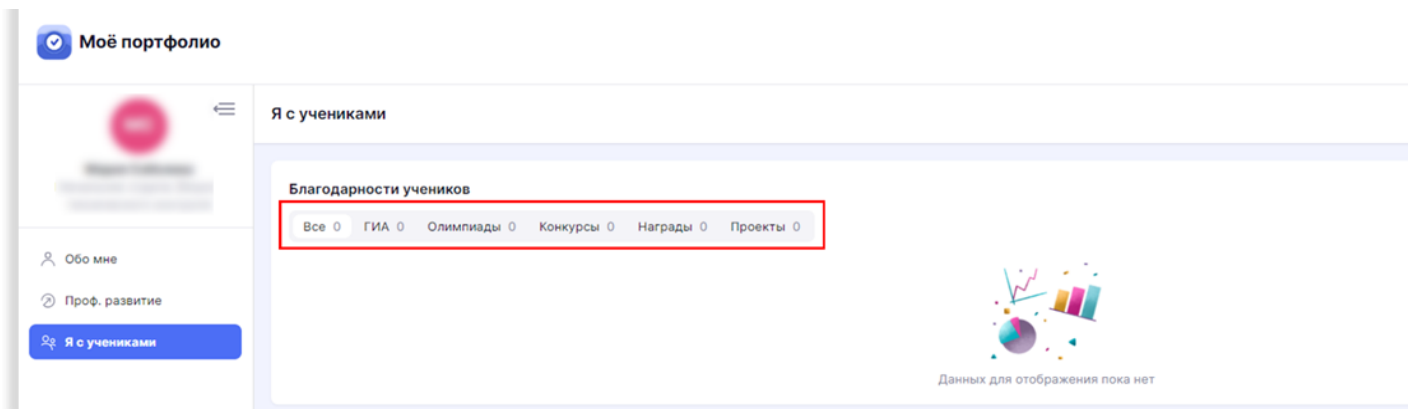 Моё портфолио
Я с учениками
Благодарности учеников
Все 0 ГИА 0 Олимпиады 0 Конкурсы 0 Награды 0 Проекты 0
Обо мне
Проф. развитие
Я с учениками
Данных для отображения пока нет